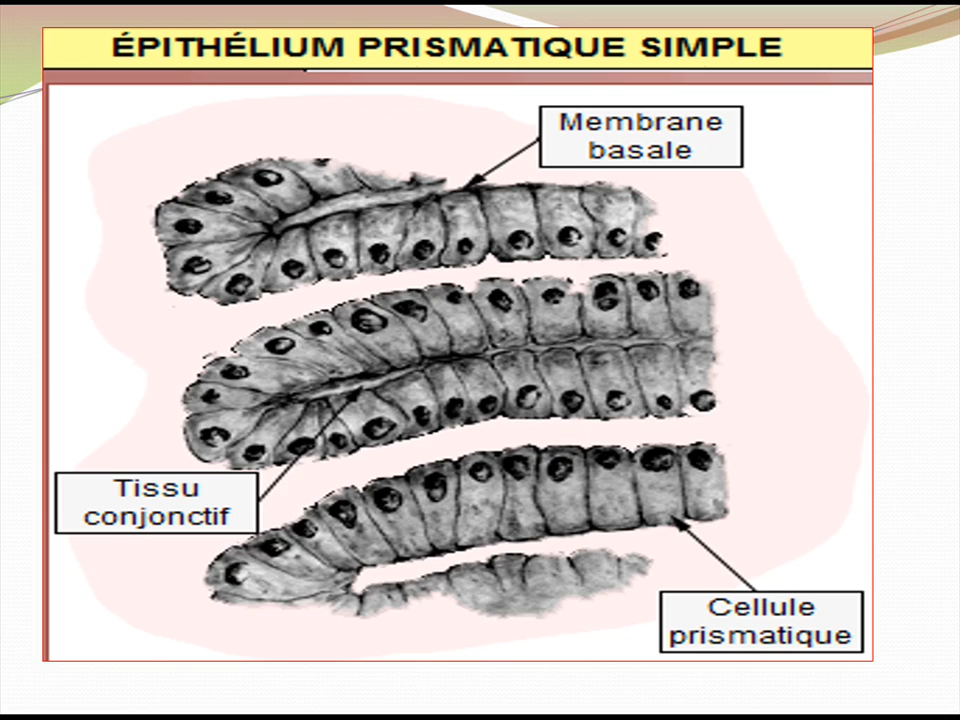 ÉPITHÉLIUM PRISMATIQUE SIMPLE
Membrane
basale
Tissu
conjonctif
Cellule
prismatique